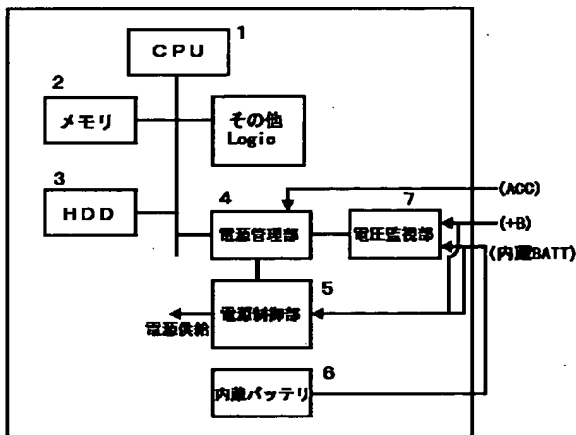 1
CPU
2
メモリ
その他
Logic
3
HDD
4
電源管理部
7
電圧監視部
(ACC)
(+B)
(内蔵BATT)
5
電源制御部
電源供給
6
内蔵バッテリ